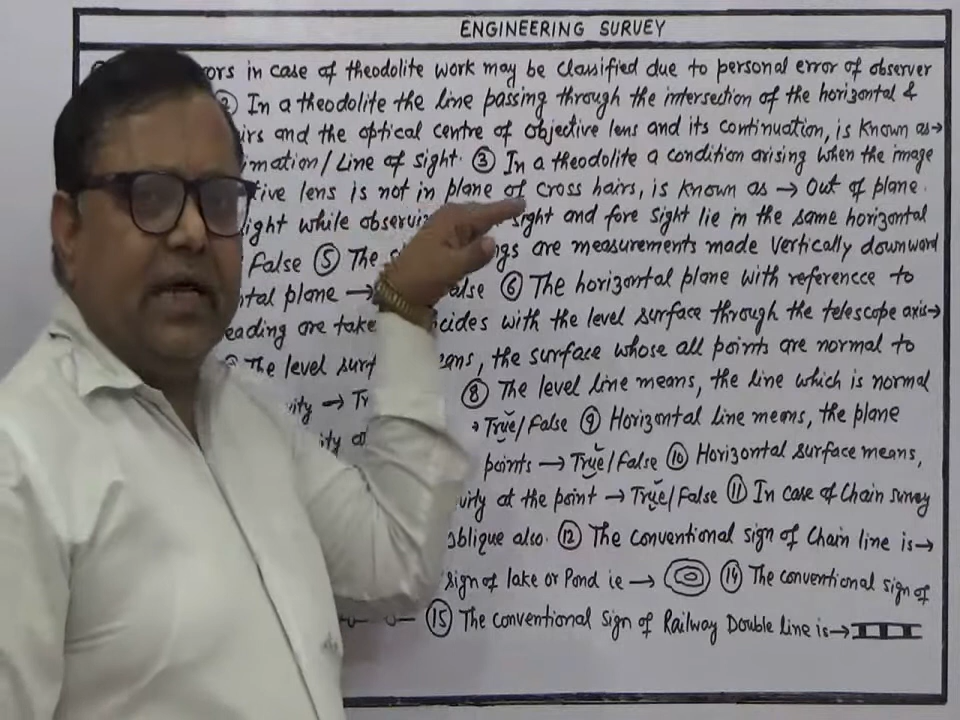 ENGINEERING SURVEY
ors in case of theodolite work may be classified due to personal error of observer
② In a theodolite the line passing through the intersection of the horizontal &
irs and the optical centre of objective lens and its continuation, is known as→
imation/Line of sight. ③ In a theodolite a condition arising when the image
tive lens is not in plane of cross hairs, is known as → Out of plane.
ight while observi sight and fore sight lie in the same horizontal
False ⑤ The s ngs are measurements made vertically downward
ntal plane → alse ⑥ The horizontal plane with reference to
eading are take cides with the level surface through the telescope axis→
The level surf ans, the surface whose all points are normal to
vity → Tr ⑧ The level line means, the line which is normal
ity at → True/False ⑨ Horizontal line means, the plane
points → True/False ⑩ Horizontal surface means,
vity at the point → True/False ⑪ In case of Chain survey
oblique also. ⑫ The conventional sign of Chain line is→
sign of lake or Pond ie → ⑭ The conventional sign of
⑮ The conventional sign of Railway Double line is→